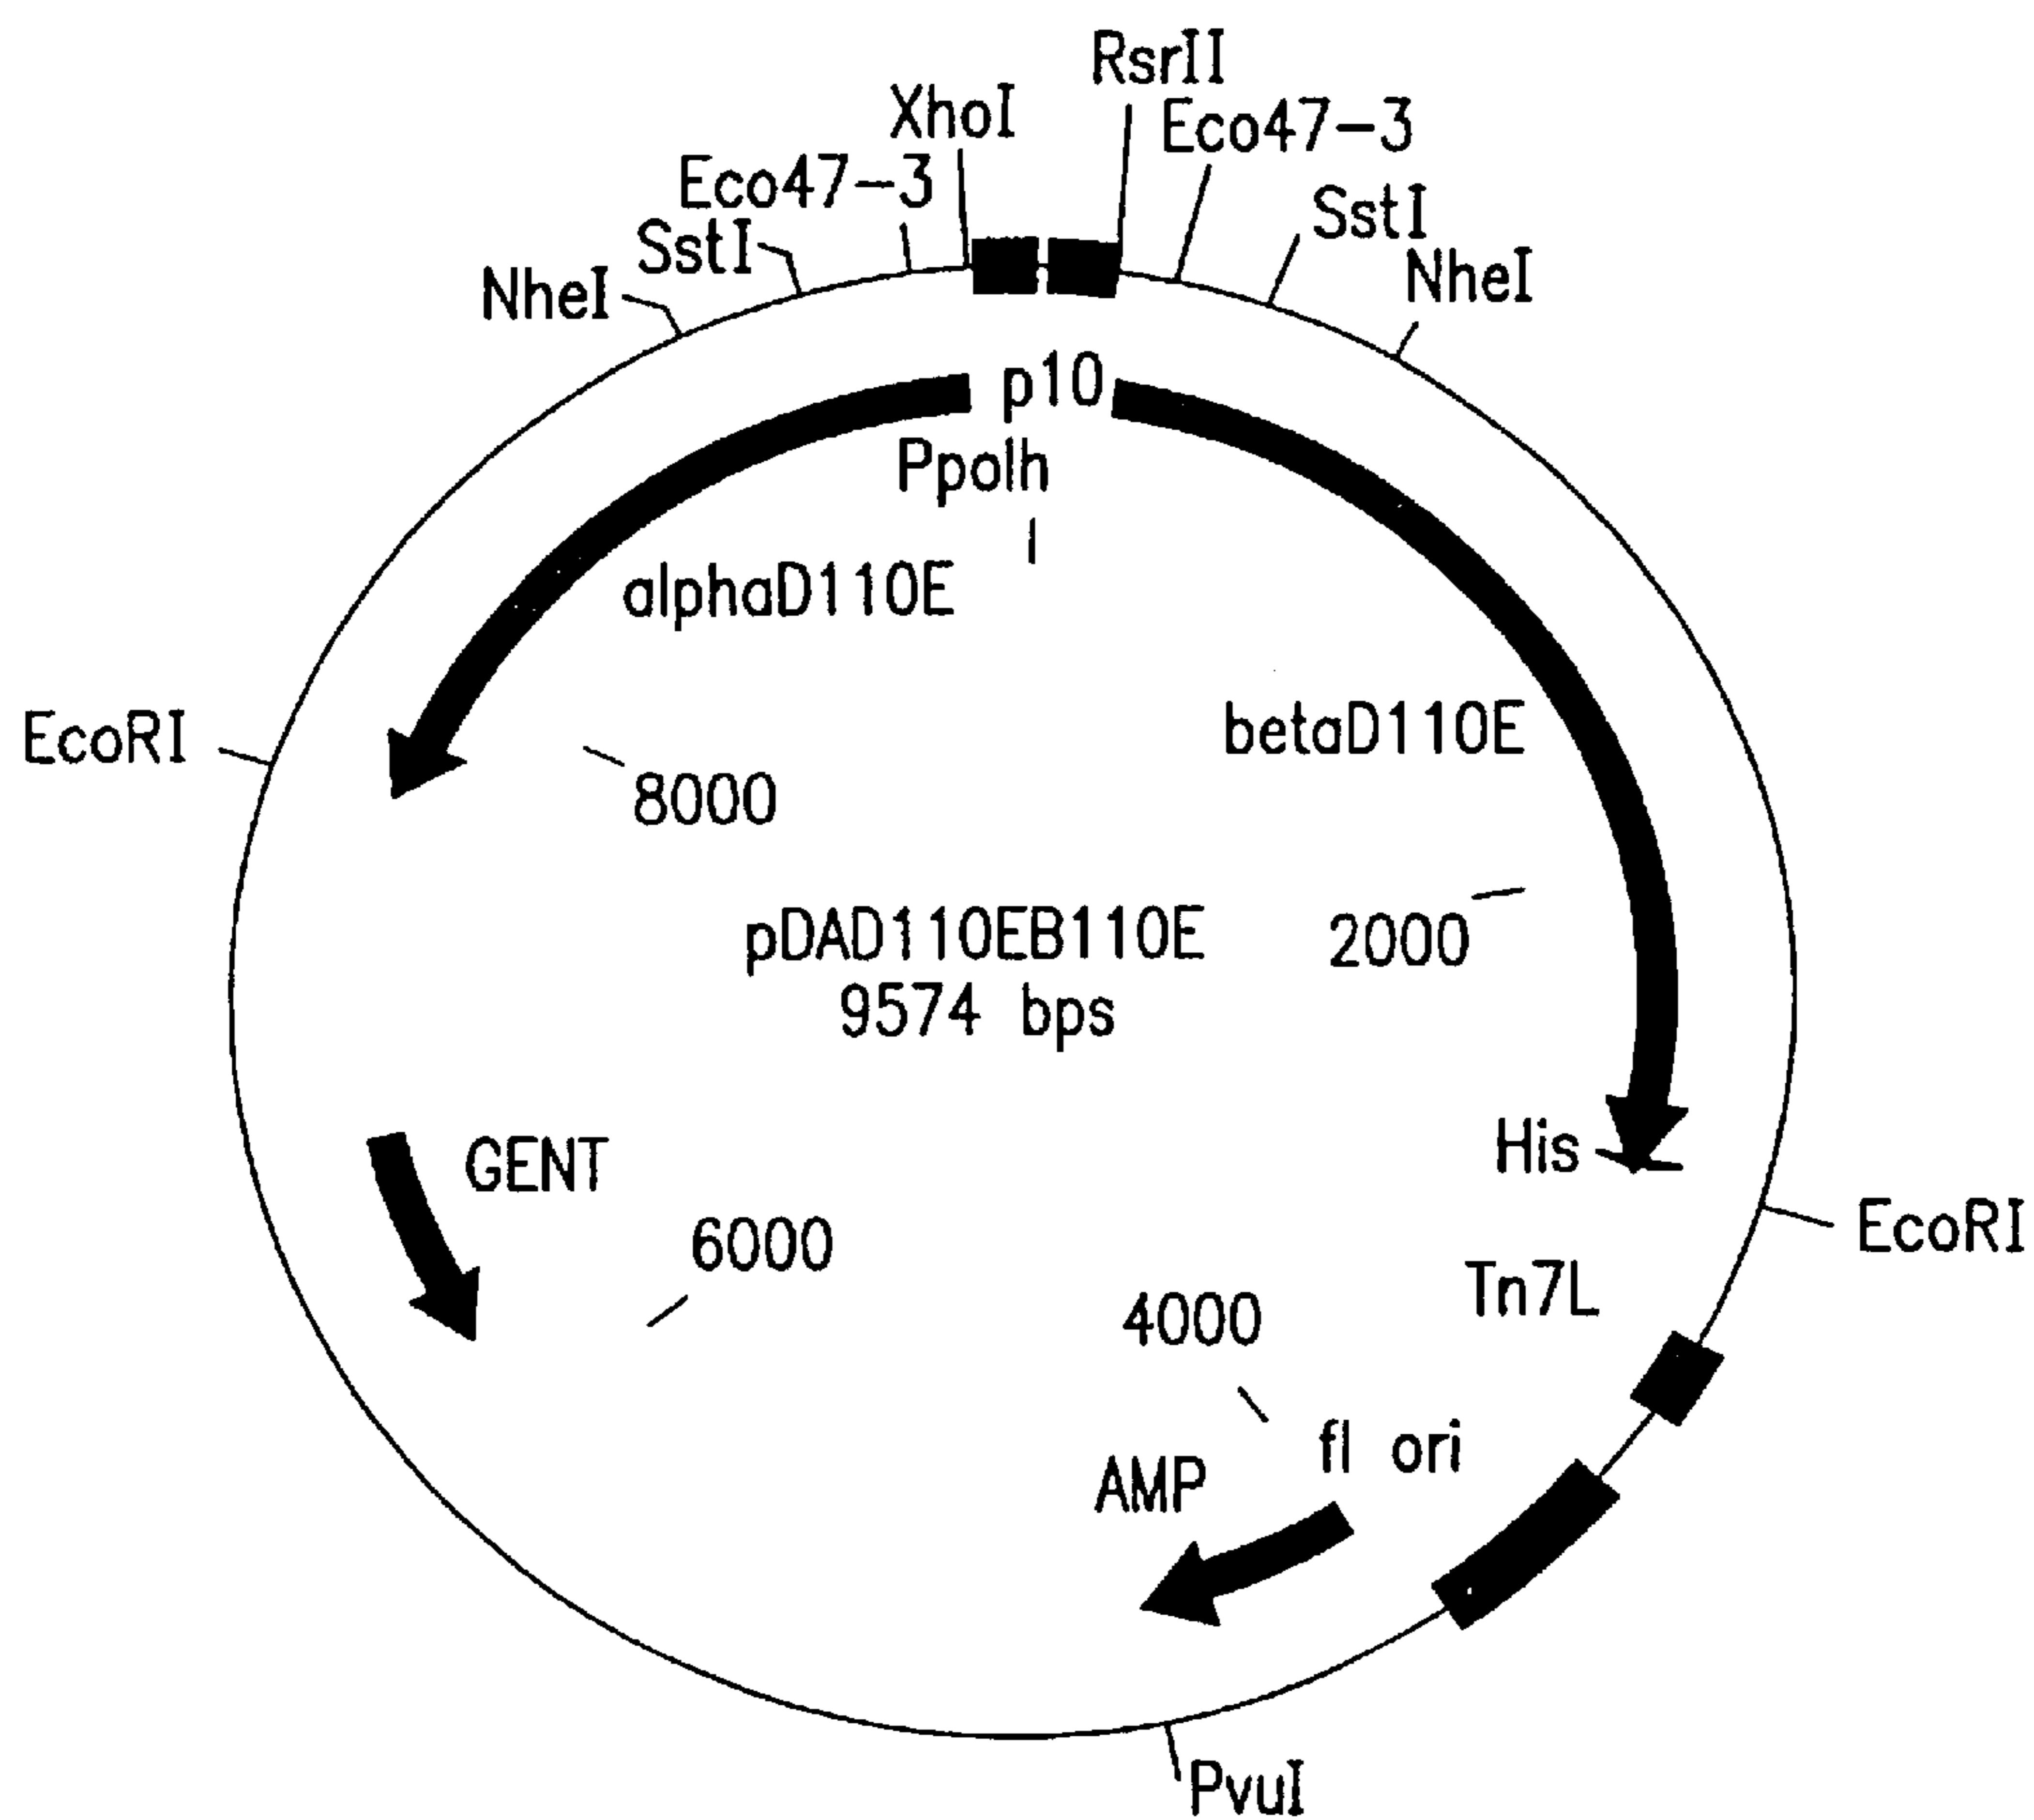 RsrII
XhoI
Eco47-3
Eco47-3
SstI
SstI
NheI
NheI
p10
Ppolh
alphaD110E
EcoRI
betaD110E
8000
pDAD110EB110E
2000
9574 bps
His
GENT
EcoRI
6000
Tn7L
4000
fl ori
AMP
PvuI